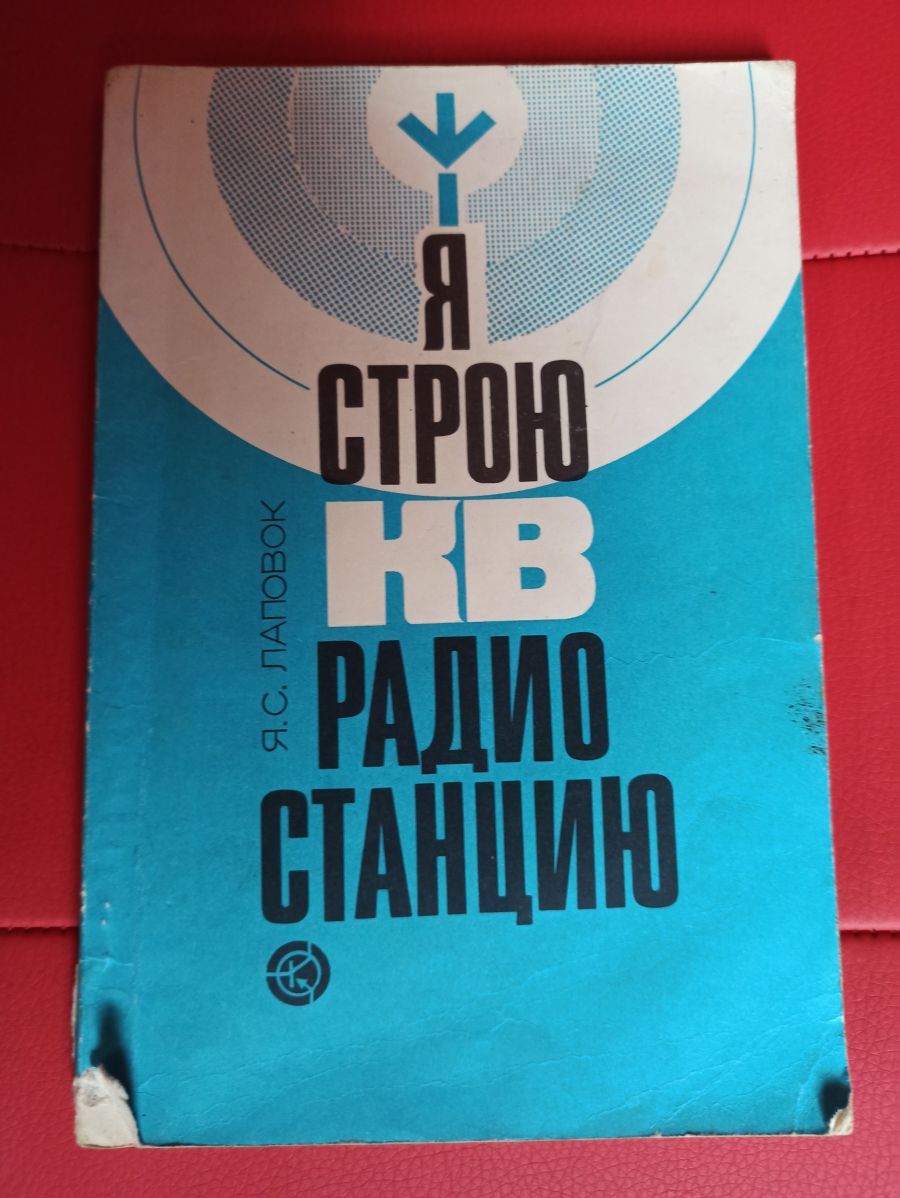 Я
СТРОЮ
КВ
РАДИО
СТАНЦИЮ
Я.С. ЛАПОВОК